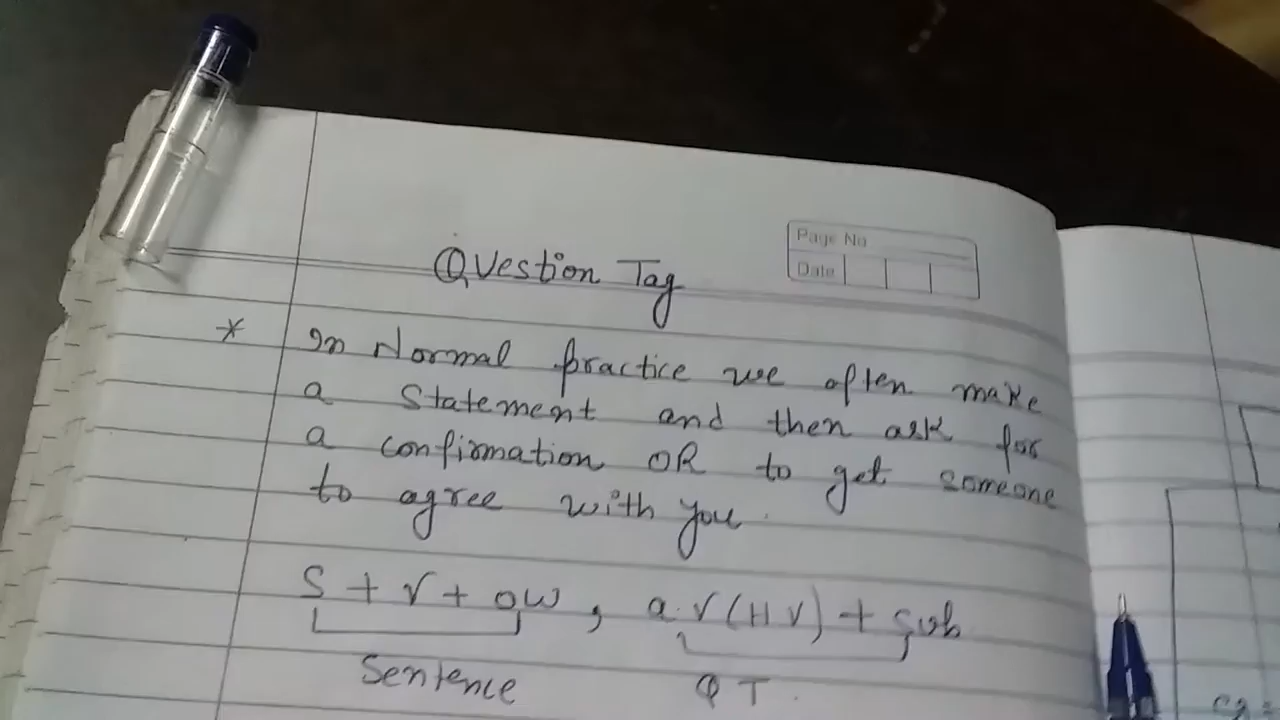 Page No
Date
Question Tag
* In Normal practice we often make
a Statement and then ask for
a confirmation OR to get someone
to agree with you.
S + V + OW, a.V(HV) + Sub
Sentence
Q T.